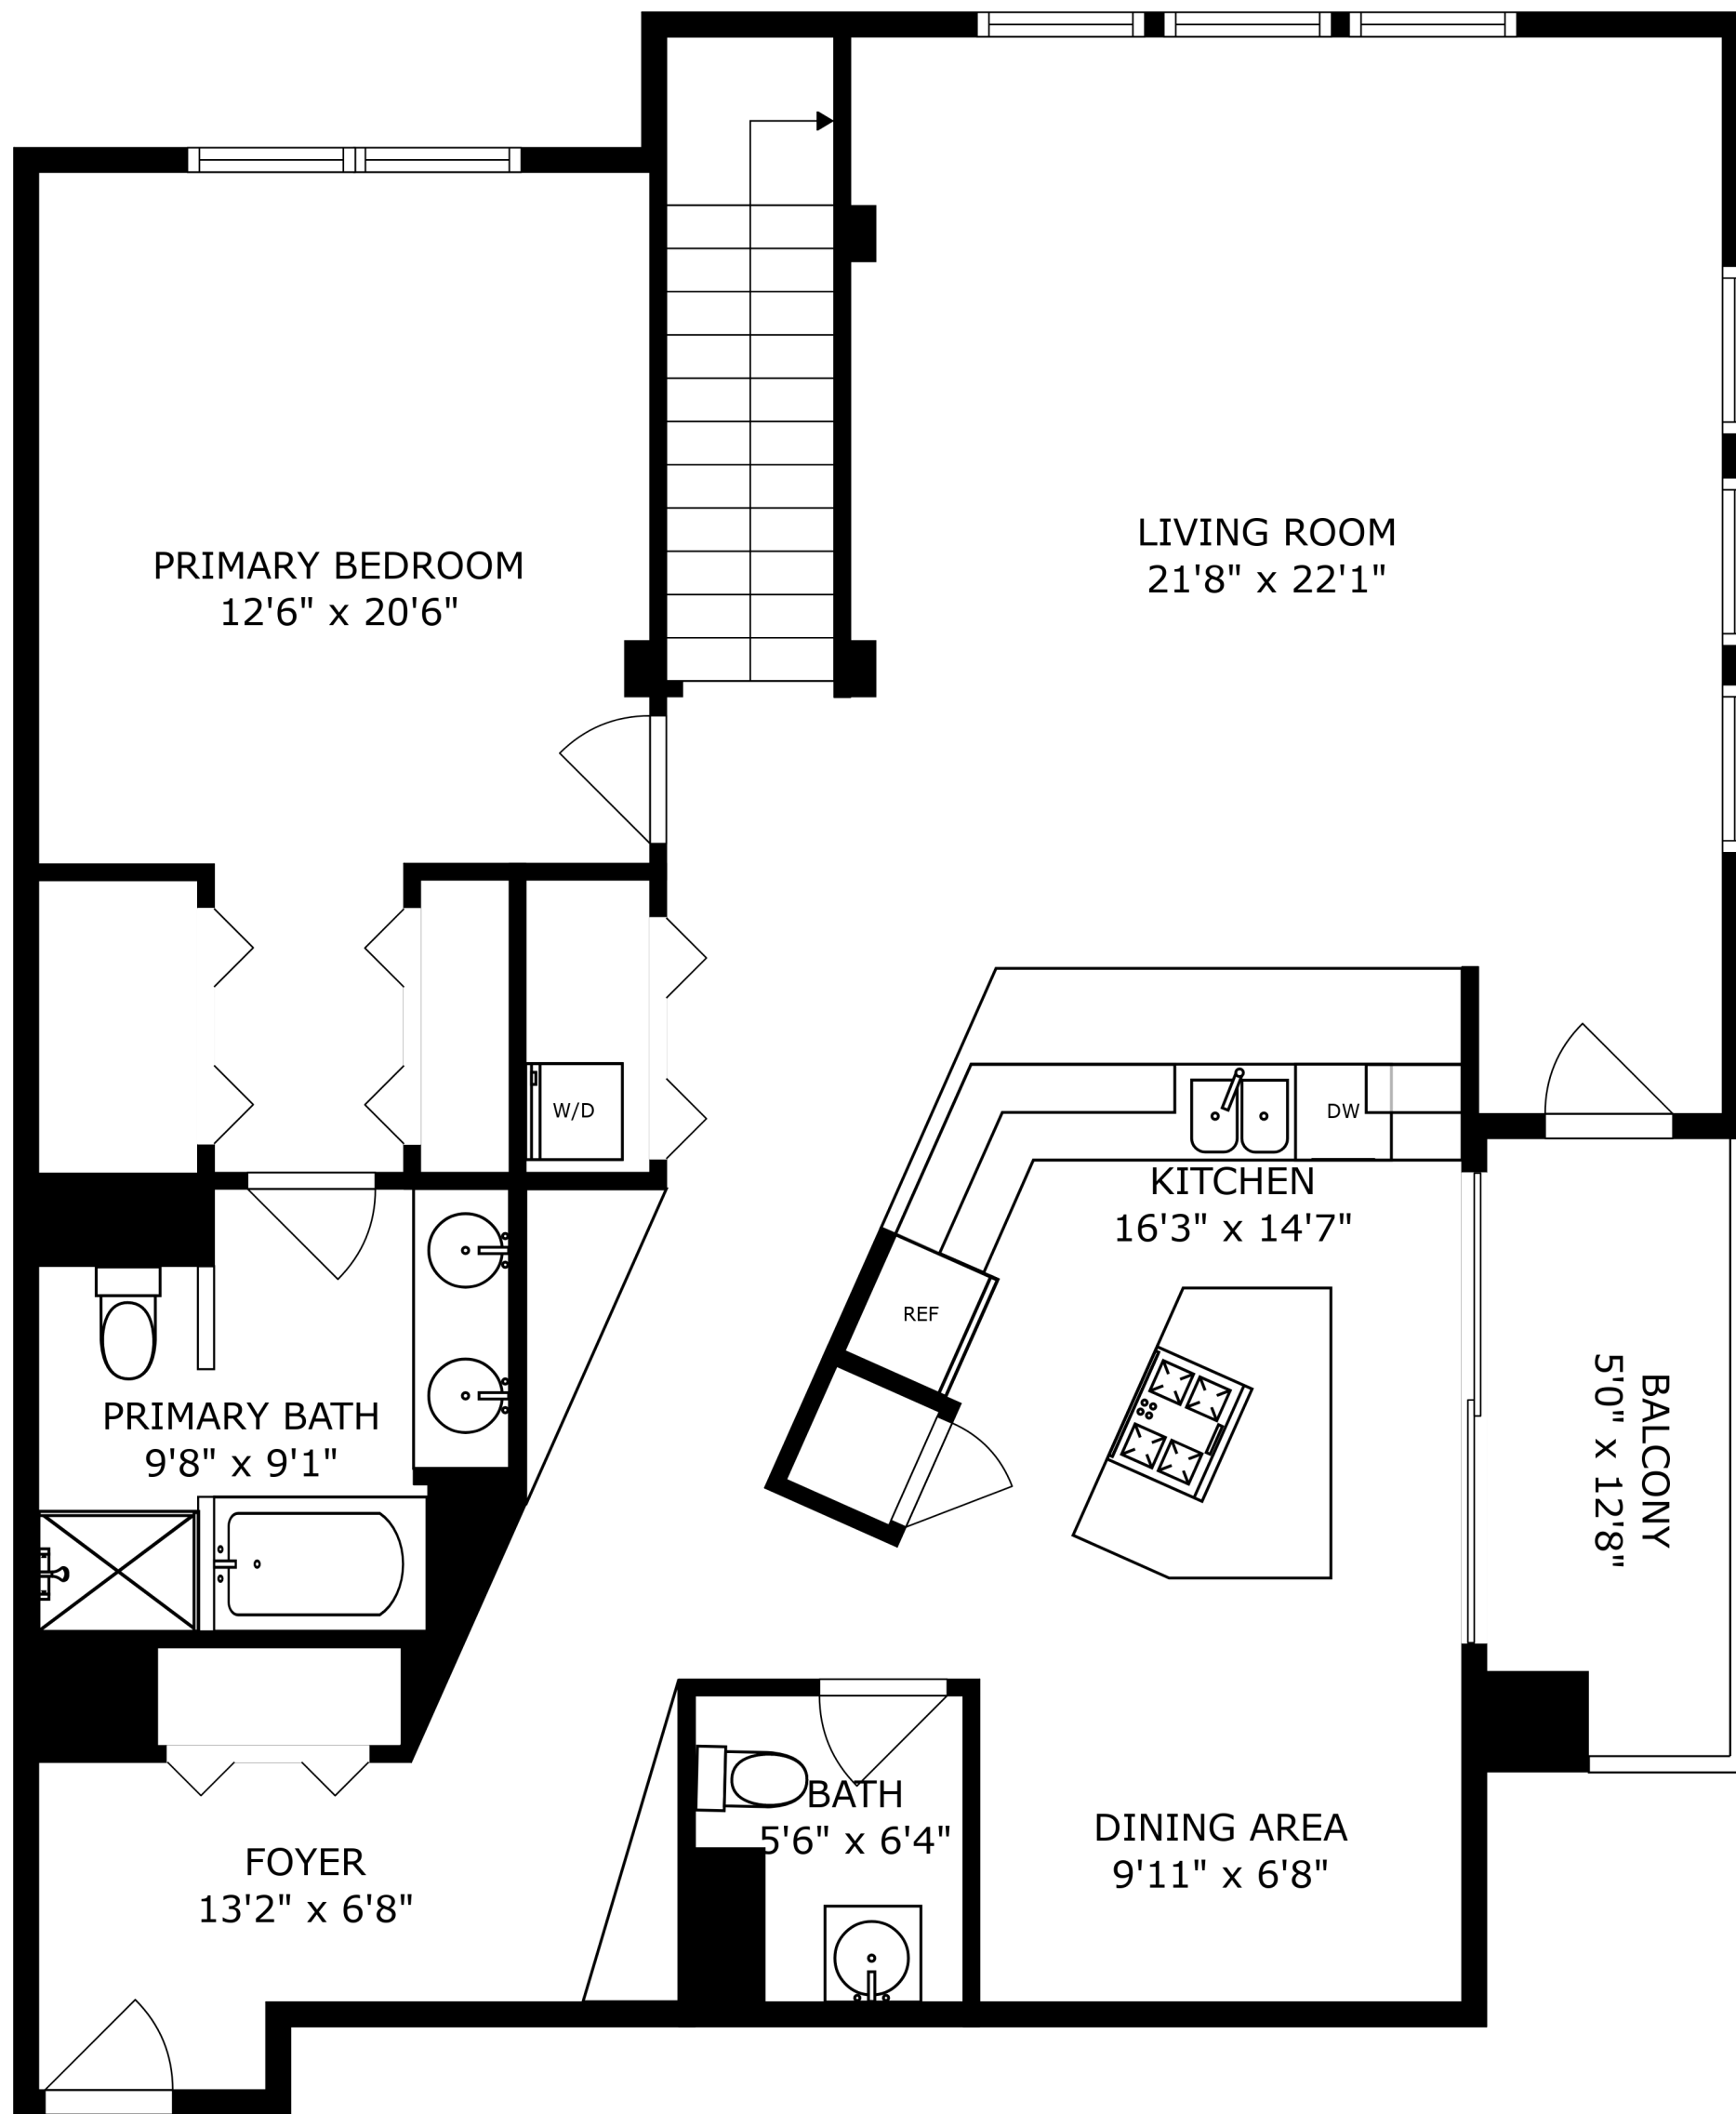 LIVING ROOM
21'8" x 22'1"
PRIMARY BEDROOM
12'6" x 20'6"
W/D
DW
KITCHEN
16'3" x 14'7"
REF
BALCONY
5'0" x 12'8"
PRIMARY BATH
9'8" x 9'1"
BATH
5'6" x 6'4"
DINING AREA
9'11" x 6'8"
FOYER
13'2" x 6'8"